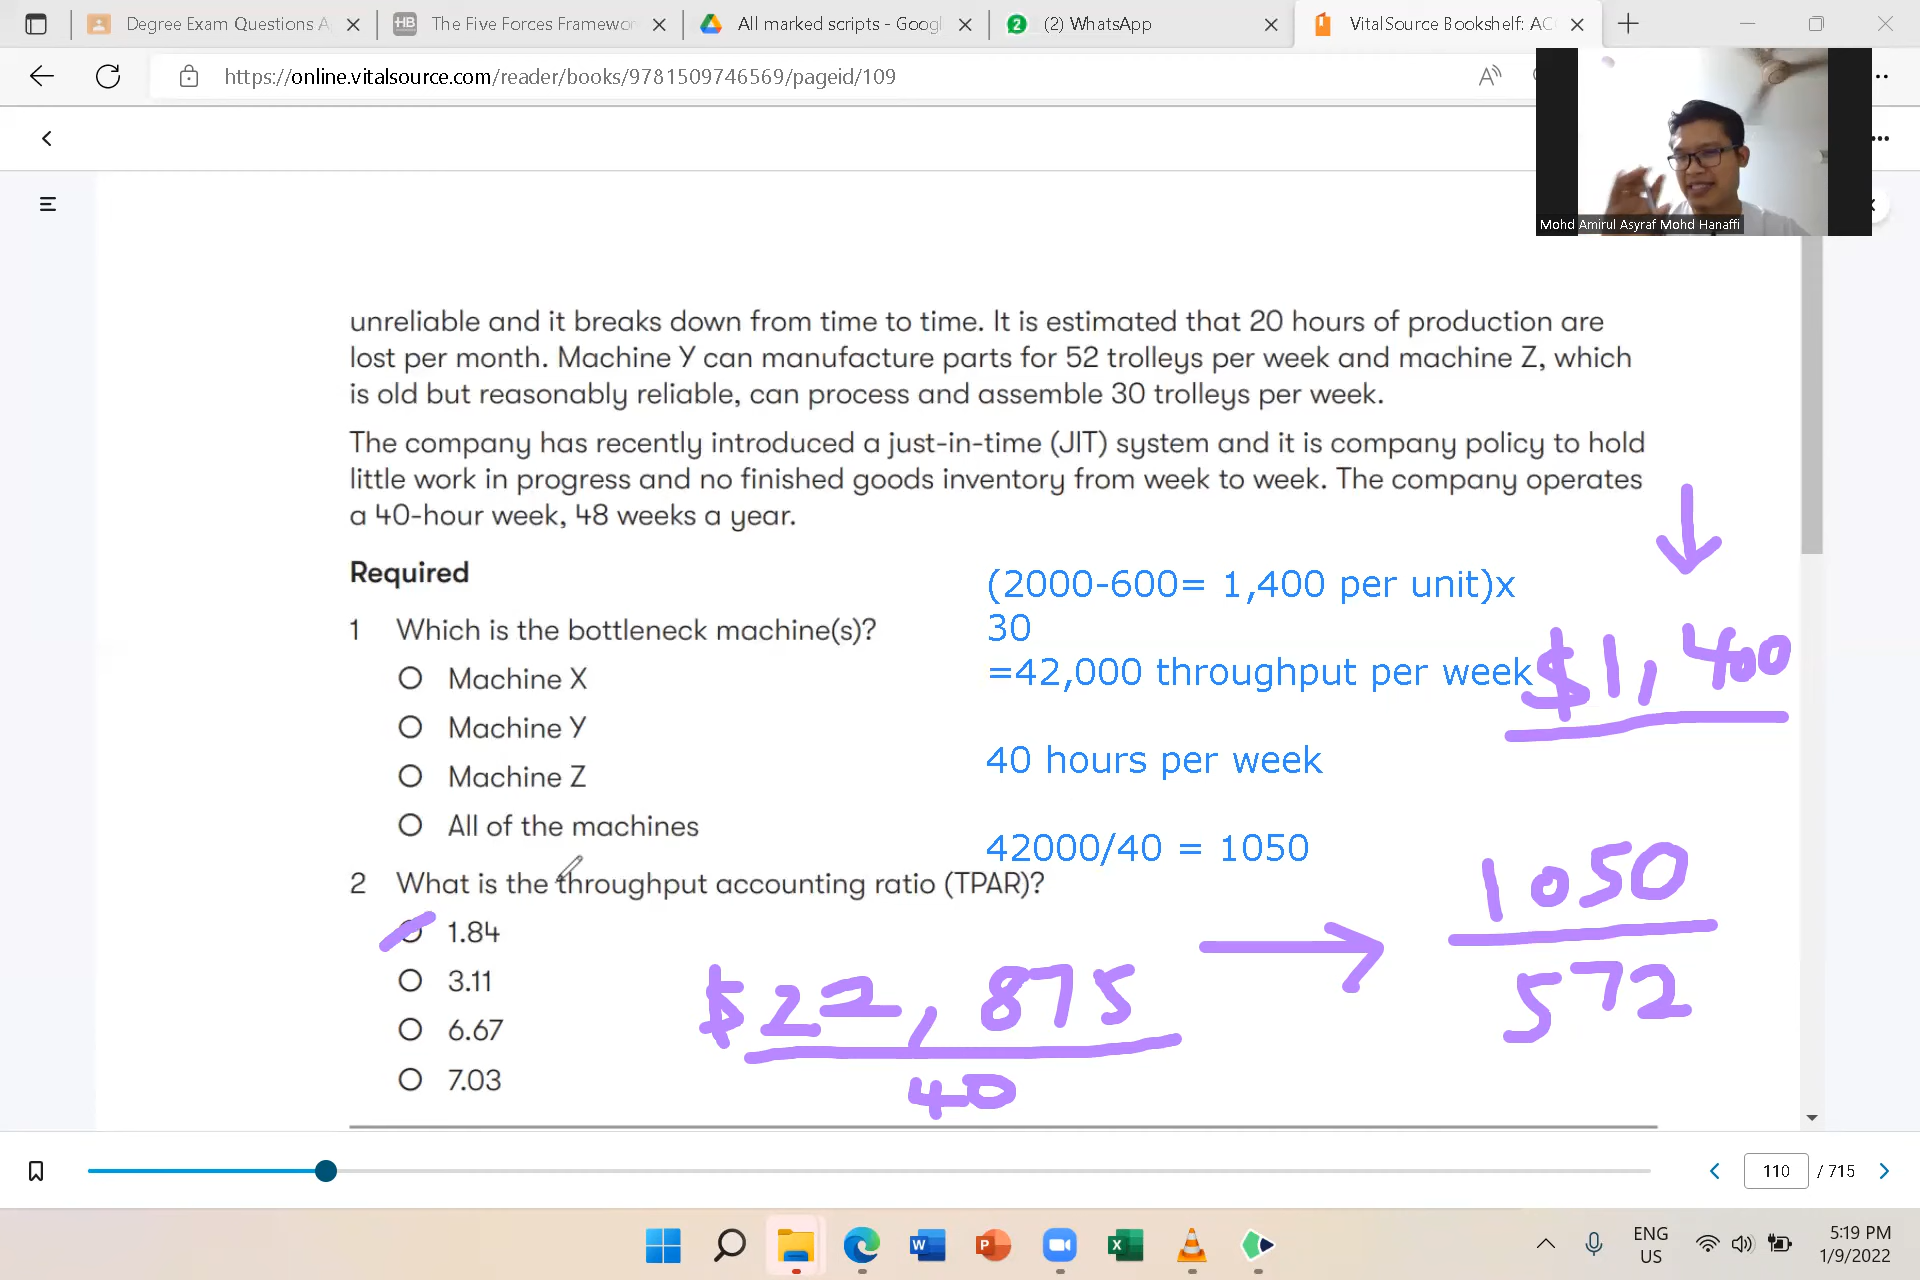 Degree Exam Questions A
The Five Forces Framewor
All marked scripts - Googl
(2) WhatsApp
VitalSource Bookshelf: AC
https://online.vitalsource.com/reader/books/9781509746569/pageid/109
Mohd Amirul Asyraf Mohd Hanaffi
unreliable and it breaks down from time to time. It is estimated that 20 hours of production are
lost per month. Machine Y can manufacture parts for 52 trolleys per week and machine Z, which
is old but reasonably reliable, can process and assemble 30 trolleys per week.
The company has recently introduced a just-in-time (JIT) system and it is company policy to hold
little work in progress and no finished goods inventory from week to week. The company operates
a 40-hour week, 48 weeks a year.
Required
1 Which is the bottleneck machine(s)?
Machine X
Machine Y
Machine Z
All of the machines
(2000-600= 1,400 per unit)x
30
=42,000 throughput per week
$1,400
40 hours per week
42000/40 = 1050
2 What is the throughput accounting ratio (TPAR)?
1.84
3.11
6.67
7.03
$22,875
40
1050
572
110 / 715
ENG
US
5:19 PM
1/9/2022